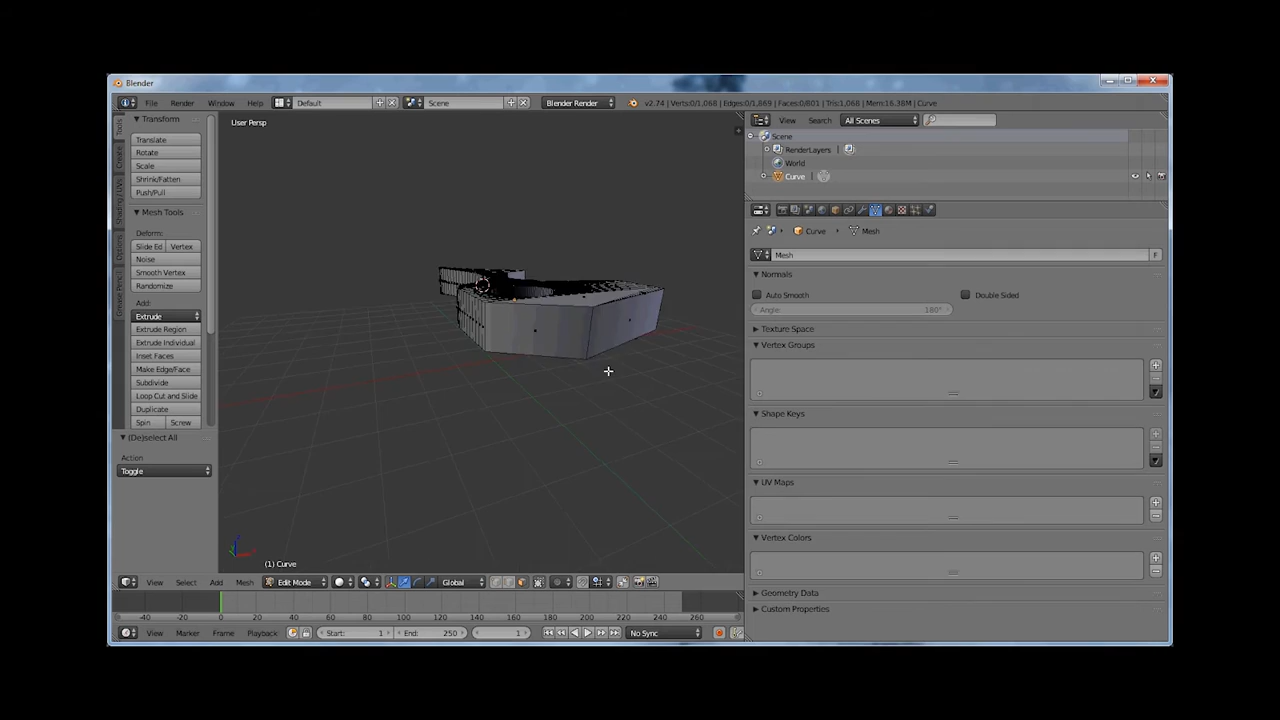 Blender
File Render Window Help Default Scene Blender Render v2.74 | Verts:0/1,068 | Edges:0/1,869 | Faces:0/801 | Tris:1,068 | Mem:16.38M | Curve
Tools
Create
Shading / UVs
Options
Grease Pencil
Transform
Translate
Rotate
Scale
Shrink/Fatten
Push/Pull
Mesh Tools
Deform:
Slide Ed Vertex
Noise
Smooth Vertex
Randomize
Add:
Extrude
Extrude Region
Extrude Individual
Inset Faces
Make Edge/Face
Subdivide
Loop Cut and Slide
Duplicate
Spin Screw
(De)select All
Action
Toggle
User Persp
(1) Curve
View Select Add Mesh Edit Mode Global
-40 -20 0 20 40 60 80 100 120 140 160 180 200 220 240 260
View Marker Frame Playback Start: 1 End: 250 1 No Sync
View Search All Scenes
Scene
RenderLayers
World
Curve
Curve Mesh
Mesh F
Normals
Auto Smooth Double Sided
Angle: 180°
Texture Space
Vertex Groups
Shape Keys
UV Maps
Vertex Colors
Geometry Data
Custom Properties